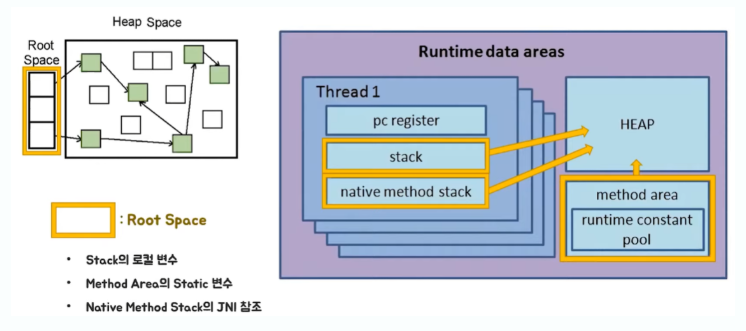 Heap Space
Root
Space
: Root Space
• Stack의 로컬 변수
• Method Area의 Static 변수
• Native Method Stack의 JNI 참조
Runtime data areas
Thread 1
pc register
stack
native method stack
HEAP
method area
runtime constant
pool